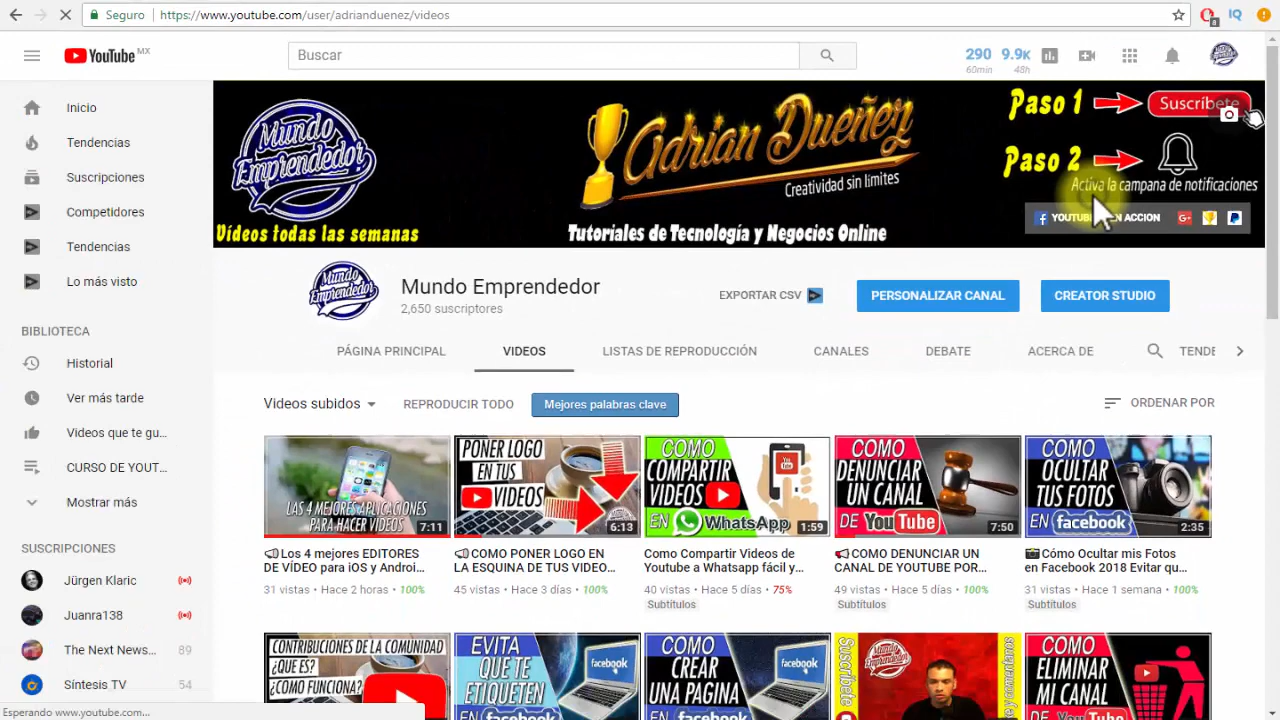 Seguro https://www.youtube.com/user/adrianduenez/videos
8
IQ
YouTube MX
Buscar
290 9.9K
60min 48h
Inicio
Tendencias
Suscripciones
Competidores
Tendencias
Lo más visto
BIBLIOTECA
Historial
Ver más tarde
Videos que te gu...
CURSO DE YOUT...
Mostrar más
SUSCRIPCIONES
Jürgen Klaric
Juanra138
The Next News... 89
Síntesis TV 54
Esperando www.youtube.com...
Mundo
Emprendedor
Vídeos todas las semanas
Adrian Dueñez
Creatividad sin limites
Tutoriales de Tecnología y Negocios Online
Paso 1 Suscríbete
Paso 2
Activa la campana de notificaciones
Mundo
Emprendedor
Mundo Emprendedor
2,650 suscriptores
EXPORTAR CSV
PERSONALIZAR CANAL
CREATOR STUDIO
PÁGINA PRINCIPAL VIDEOS LISTAS DE REPRODUCCIÓN CANALES DEBATE ACERCA DE
Videos subidos REPRODUCIR TODO Mejores palabras clave ORDENAR POR
LAS 4 MEJORES APLICACIONES
PARA HACER VIDEOS
7:11
Los 4 mejores EDITORES
DE VÍDEO para iOS y Androi...
31 vistas • Hace 2 horas • 100%
PONER LOGO
EN TUS
VIDEOS
6:13
COMO PONER LOGO EN
LA ESQUINA DE TUS VIDEO...
45 vistas • Hace 3 días • 100%
COMO
COMPARTIR
VIDEOS
EN WhatsApp
1:59
Como Compartir Videos de
Youtube a Whatsapp fácil y...
40 vistas • Hace 5 días • 75%
Subtítulos
COMO
DENUNCIAR
UN CANAL
DE YouTube
7:50
COMO DENUNCIAR UN
CANAL DE YOUTUBE POR...
49 vistas • Hace 5 días • 100%
Subtítulos
COMO
OCULTAR
TUS FOTOS
EN facebook
2:35
Cómo Ocultar mis Fotos
en Facebook 2018 Evitar qu...
31 vistas • Hace 1 semana • 100%
Subtítulos
CONTRIBUCIONES DE LA COMUNIDAD
¿QUE ES?
¿COMO FUNCIONA?
EVITA
QUE TE
ETIQUETEN
facebook
COMO
CREAR
UNA PAGINA
facebook
Suscribete
Mundo
Emprendedor
COMO
ELIMINAR
MI CANAL